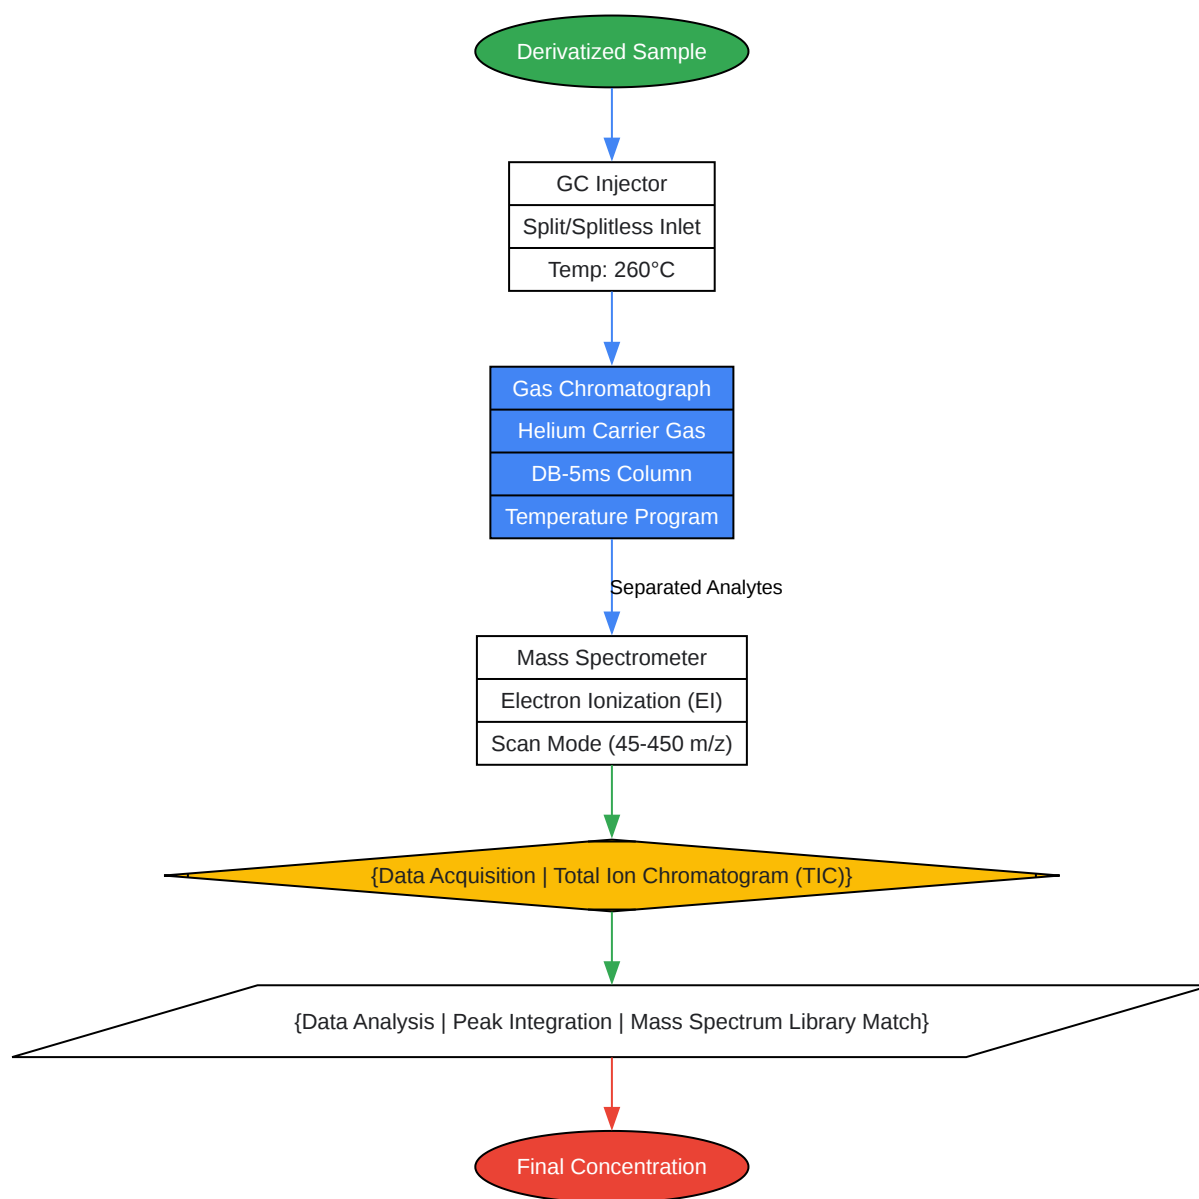 Derivatized Sample
GC Injector
Split/Splitless Inlet
Temp: 260°C
Gas Chromatograph
Helium Carrier Gas
DB-5ms Column
Temperature Program
Separated Analytes
Mass Spectrometer
Electron Ionization (EI)
Scan Mode (45-450 m/z)
{Data Acquisition | Total Ion Chromatogram (TIC)}
{Data Analysis | Peak Integration | Mass Spectrum Library Match}
Final Concentration